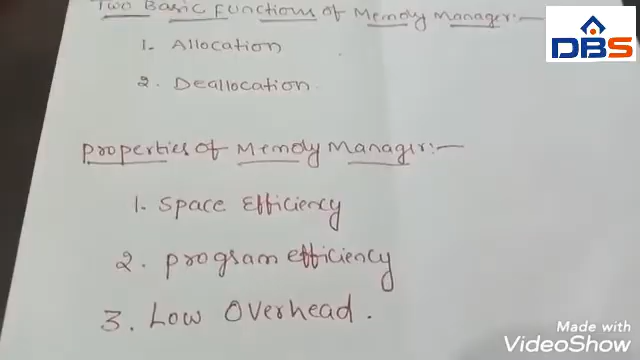 Two Basic Functions of Memory Manager:-
1. Allocation
2. Deallocation.
Properties of Memory Manager:-
1. Space Efficiency
2. program efficiency
3. Low Overhead.
DBS
Made with
VideoShow